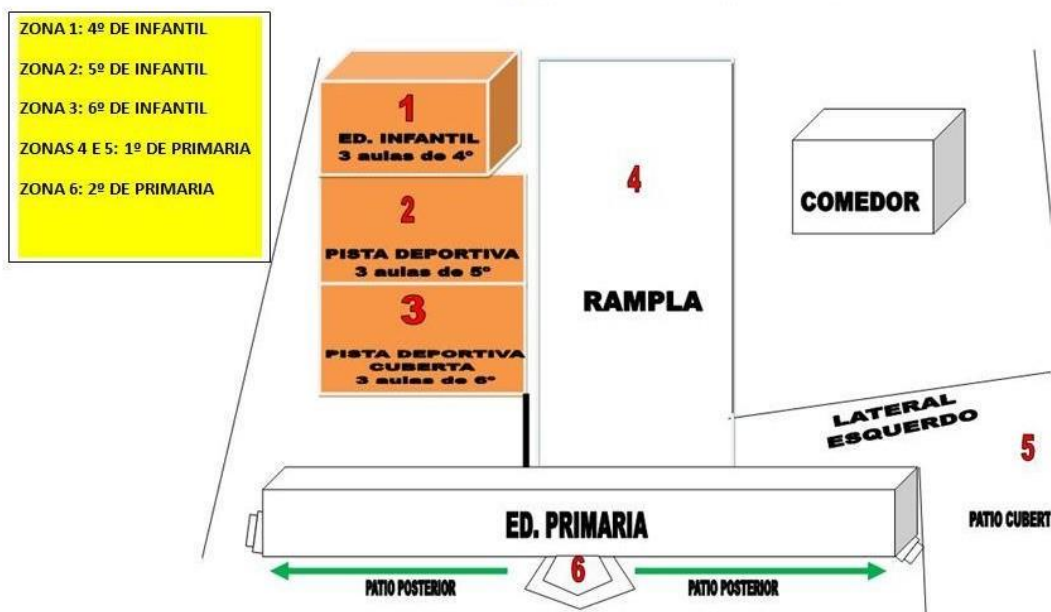 ZONA 1: 4º DE INFANTIL
ZONA 2: 5º DE INFANTIL
ZONA 3: 6º DE INFANTIL
ZONAS 4 E 5: 1º DE PRIMARIA
ZONA 6: 2º DE PRIMARIA
1
ED. INFANTIL
3 aulas de 4º
2
PISTA DEPORTIVA
3 aulas de 5º
3
PISTA DEPORTIVA
CUBERTA
3 aulas de 6º
4
RAMPLA
COMEDOR
LATERAL
ESQUERDO
5
PATIO CUBERT
ED. PRIMARIA
6
PATIO POSTERIOR
PATIO POSTERIOR